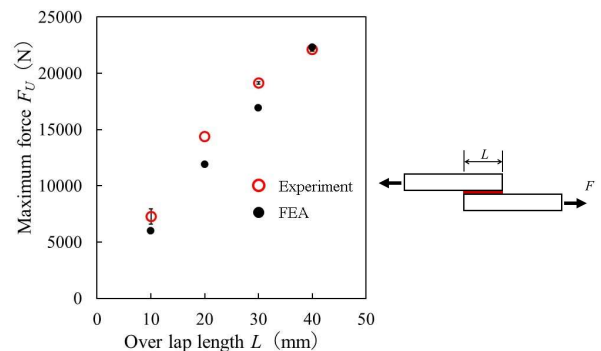 Maximum force F_U (N)
25000
20000
15000
10000
5000
0
Experiment
FEA
0 10 20 30 40 50
Over lap length L (mm)
L
F